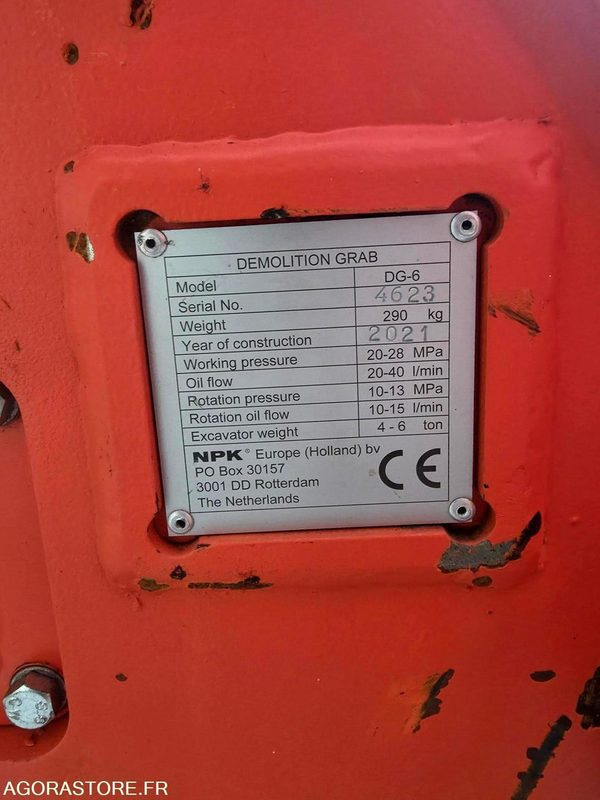 DEMOLITION GRAB
Model DG-6
Serial No. 4623
Weight 290 kg
Year of construction 2021
Working pressure 20-28 MPa
Oil flow 20-40 l/min
Rotation pressure 10-13 MPa
Rotation oil flow 10-15 l/min
Excavator weight 4 - 6 ton
NPK® Europe (Holland) bv
PO Box 30157
3001 DD Rotterdam
The Netherlands
CE
AGORASTORE.FR